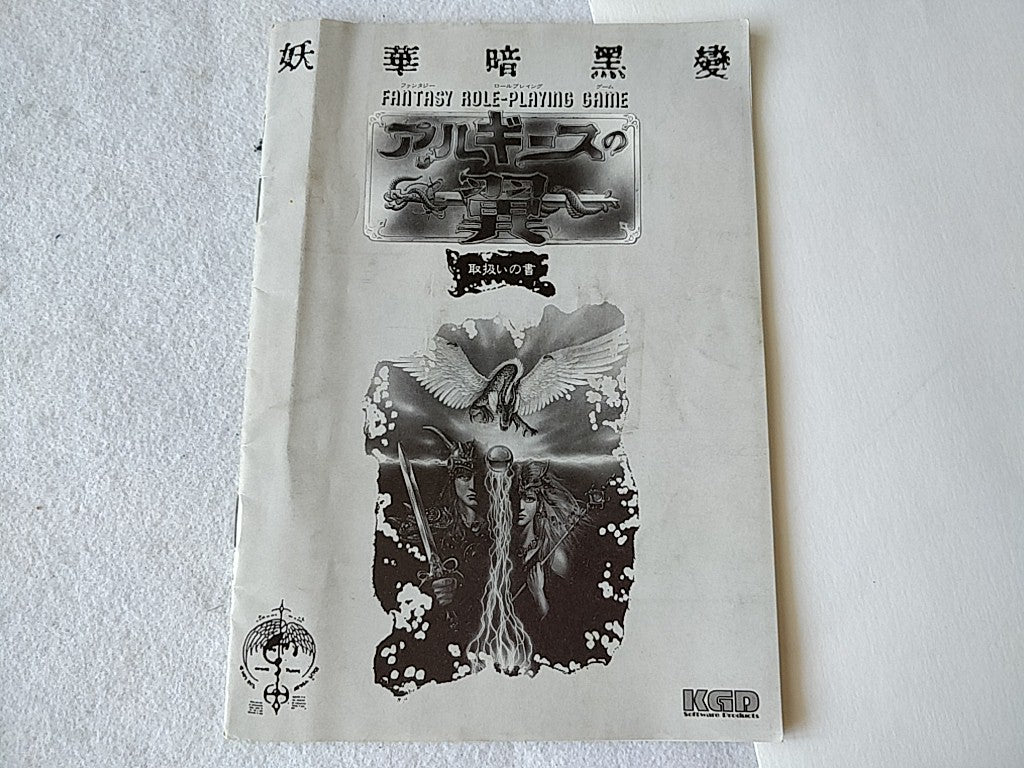 妖華暗黒變
ファンタジー ロールプレイング ゲーム
FANTASY ROLE-PLAYING GAME
アルギースの
翼
取扱いの書
KGD
Software Products